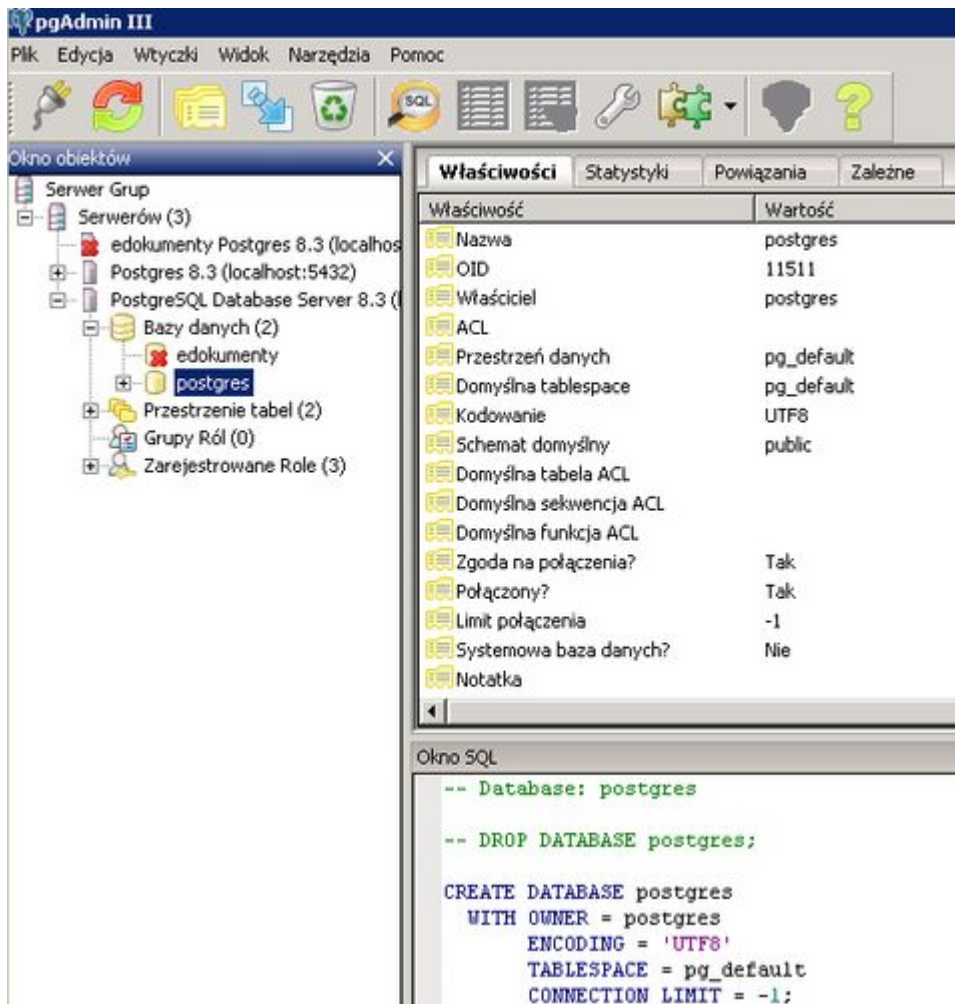 pgAdmin III
Plik Edycja Wtyczki Widok Narzędzia Pomoc
SQL
Okno obiektów
Serwer Grup
Serwerów (3)
edokumenty Postgres 8.3 (localhos
Postgres 8.3 (localhost:5432)
PostgreSQL Database Server 8.3 (l
Bazy danych (2)
edokumenty
postgres
Przestrzenie tabel (2)
Grupy Ról (0)
Zarejestrowane Role (3)
Właściwości Statystyki Powiązania Zależne
Właściwość Wartość
Nazwa postgres
OID 11511
Właściciel postgres
ACL
Przestrzeń danych pg_default
Domyślna tablespace pg_default
Kodowanie UTF8
Schemat domyślny public
Domyślna tabela ACL
Domyślna sekwencja ACL
Domyślna funkcja ACL
Zgoda na połączenia? Tak
Połączony? Tak
Limit połączenia -1
Systemowa baza danych? Nie
Notatka
Okno SQL
-- Database: postgres
-- DROP DATABASE postgres;
CREATE DATABASE postgres
WITH OWNER = postgres
ENCODING = 'UTF8'
TABLESPACE = pg_default
CONNECTION LIMIT = -1;